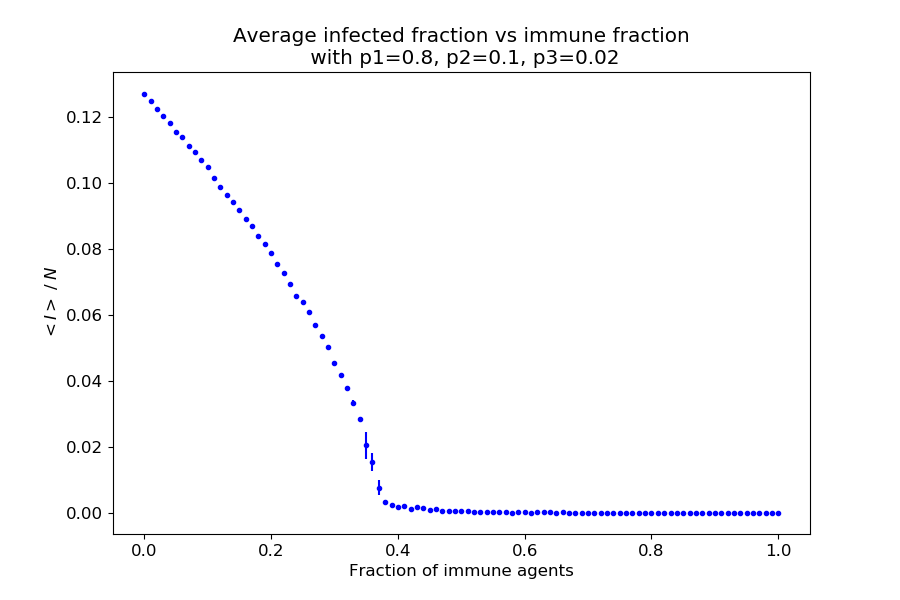 Average infected fraction vs immune fraction
with p1=0.8, p2=0.1, p3=0.02
0.12
0.10
0.08
0.06
0.04
0.02
0.00
< I > / N
0.0 0.2 0.4 0.6 0.8 1.0
Fraction of immune agents